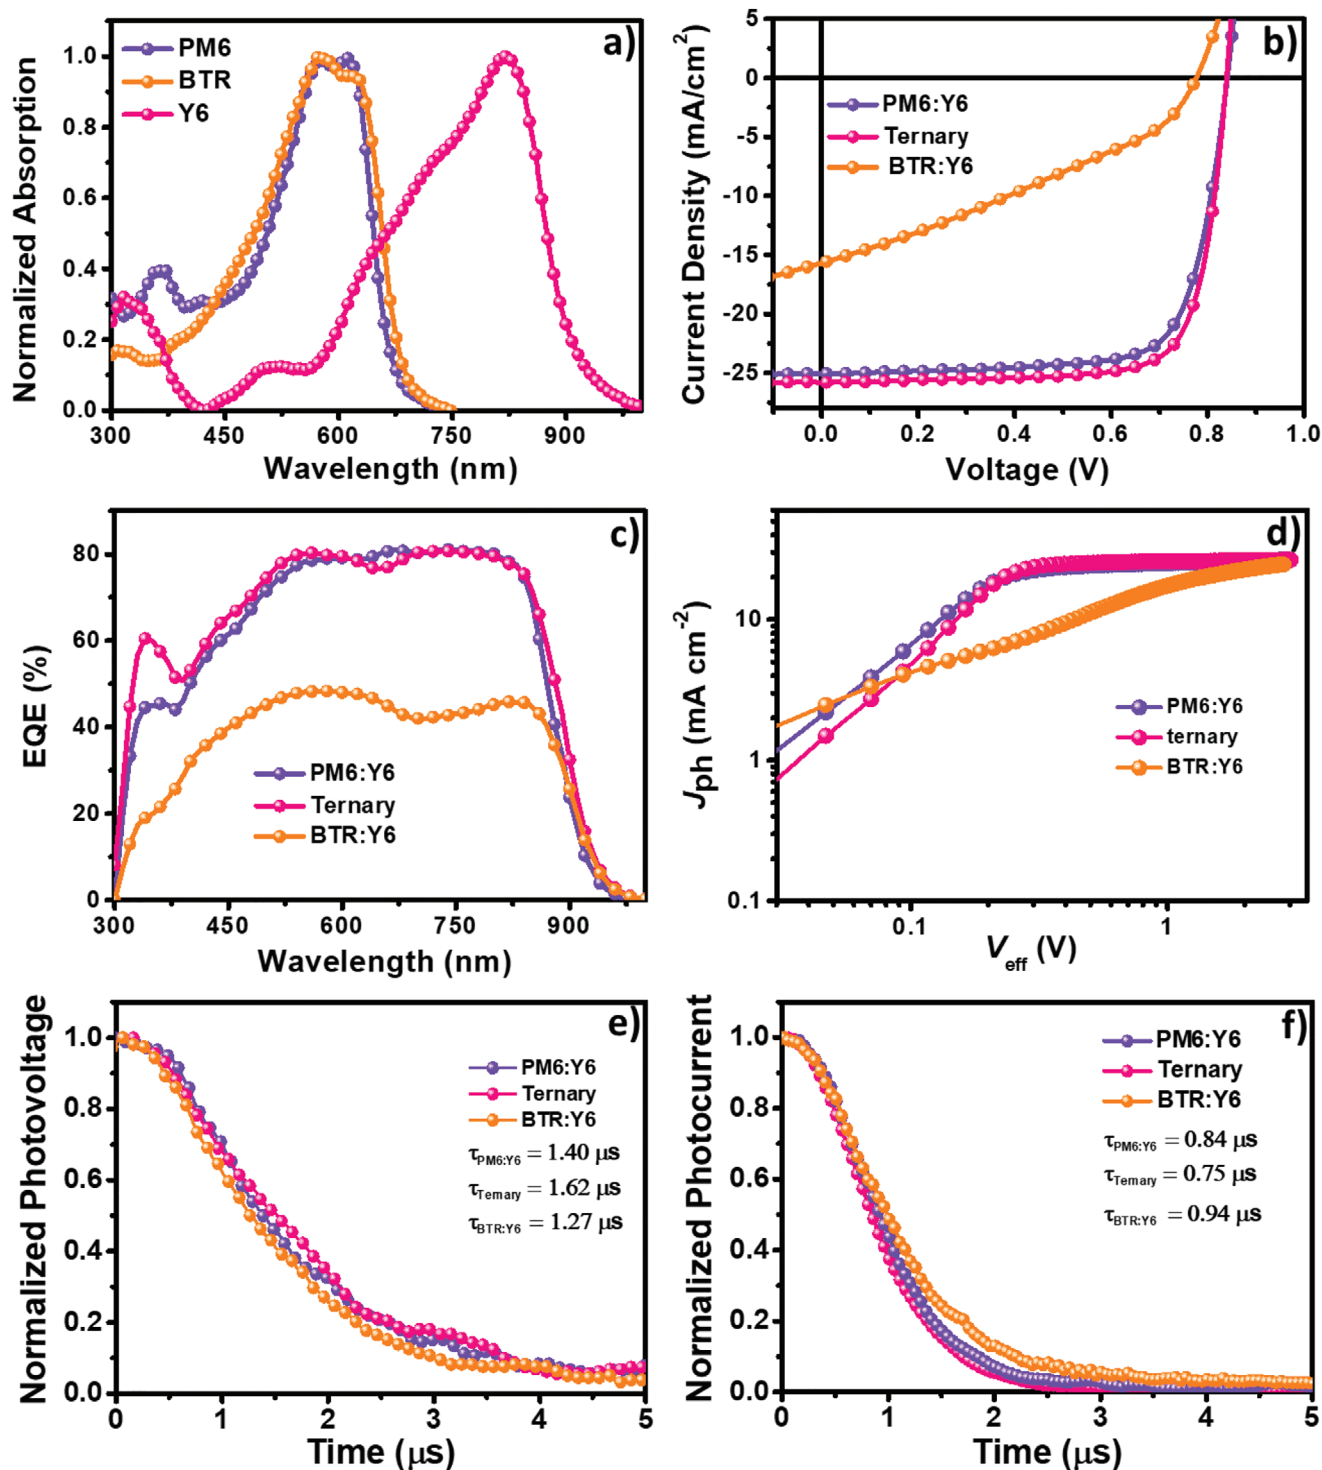 a)
PM6
BTR
Y6
1.0
0.8
0.6
0.4
0.2
0.0
300 450 600 750 900
Normalized Absorption
Wavelength (nm)
b)
PM6:Y6
Ternary
BTR:Y6
5
0
-5
-10
-15
-20
-25
0.0 0.2 0.4 0.6 0.8 1.0
Current Density (mA/cm²)
Voltage (V)
c)
80
60
40
20
0
PM6:Y6
Ternary
BTR:Y6
300 450 600 750 900
EQE (%)
Wavelength (nm)
d)
10
1
0.1
PM6:Y6
ternary
BTR:Y6
0.1 1
Jph (mA cm⁻²)
Veff (V)
e)
PM6:Y6
Ternary
BTR:Y6
τPM6:Y6 = 1.40 μs
τTernary = 1.62 μs
τBTR:Y6 = 1.27 μs
1.0
0.8
0.6
0.4
0.2
0.0
0 1 2 3 4 5
Normalized Photovoltage
Time (μs)
f)
PM6:Y6
Ternary
BTR:Y6
τPM6:Y6 = 0.84 μs
τTernary = 0.75 μs
τBTR:Y6 = 0.94 μs
1.0
0.8
0.6
0.4
0.2
0.0
0 1 2 3 4 5
Normalized Photocurrent
Time (μs)